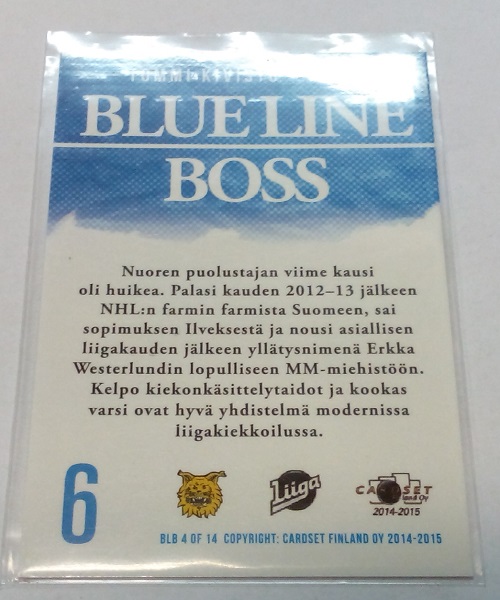 TOMMI KIVISTÖ
BLUE LINE
BOSS
Nuoren puolustajan viime kausi
oli huikea. Palasi kauden 2012–13 jälkeen
NHL:n farmin farmista Suomeen, sai
sopimuksen Ilveksestä ja nousi asiallisen
liigakauden jälkeen yllätysnimenä Erkka
Westerlundin lopulliseen MM-miehistöön.
Kelpo kiekonkäsittelytaidot ja kookas
varsi ovat hyvä yhdistelmä modernissa
liigakiekkoilussa.
6
Liiga
CARDSET
Finland Oy
2014-2015
BLB 4 OF 14 COPYRIGHT: CARDSET FINLAND OY 2014-2015